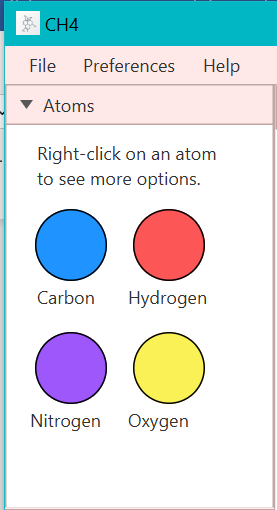 CH4
File Preferences Help
Atoms
Right-click on an atom
to see more options.
Carbon Hydrogen
Nitrogen Oxygen